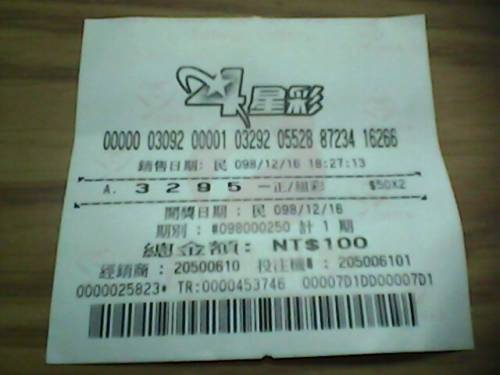 4星彩
00000 03092 00001 03292 05528 87234 16266
銷售日期: 民 098/12/16 18:27:13
A. 3 2 9 5 一正/組彩 $50X2
開獎日期 : 民 098/12/16
期別 : #098000250 計 1 期
總金額: NT$100
經銷商 : 20500610 投注機# : 205006101
0000025823* TR:0000453746 00007D1DD00007D1